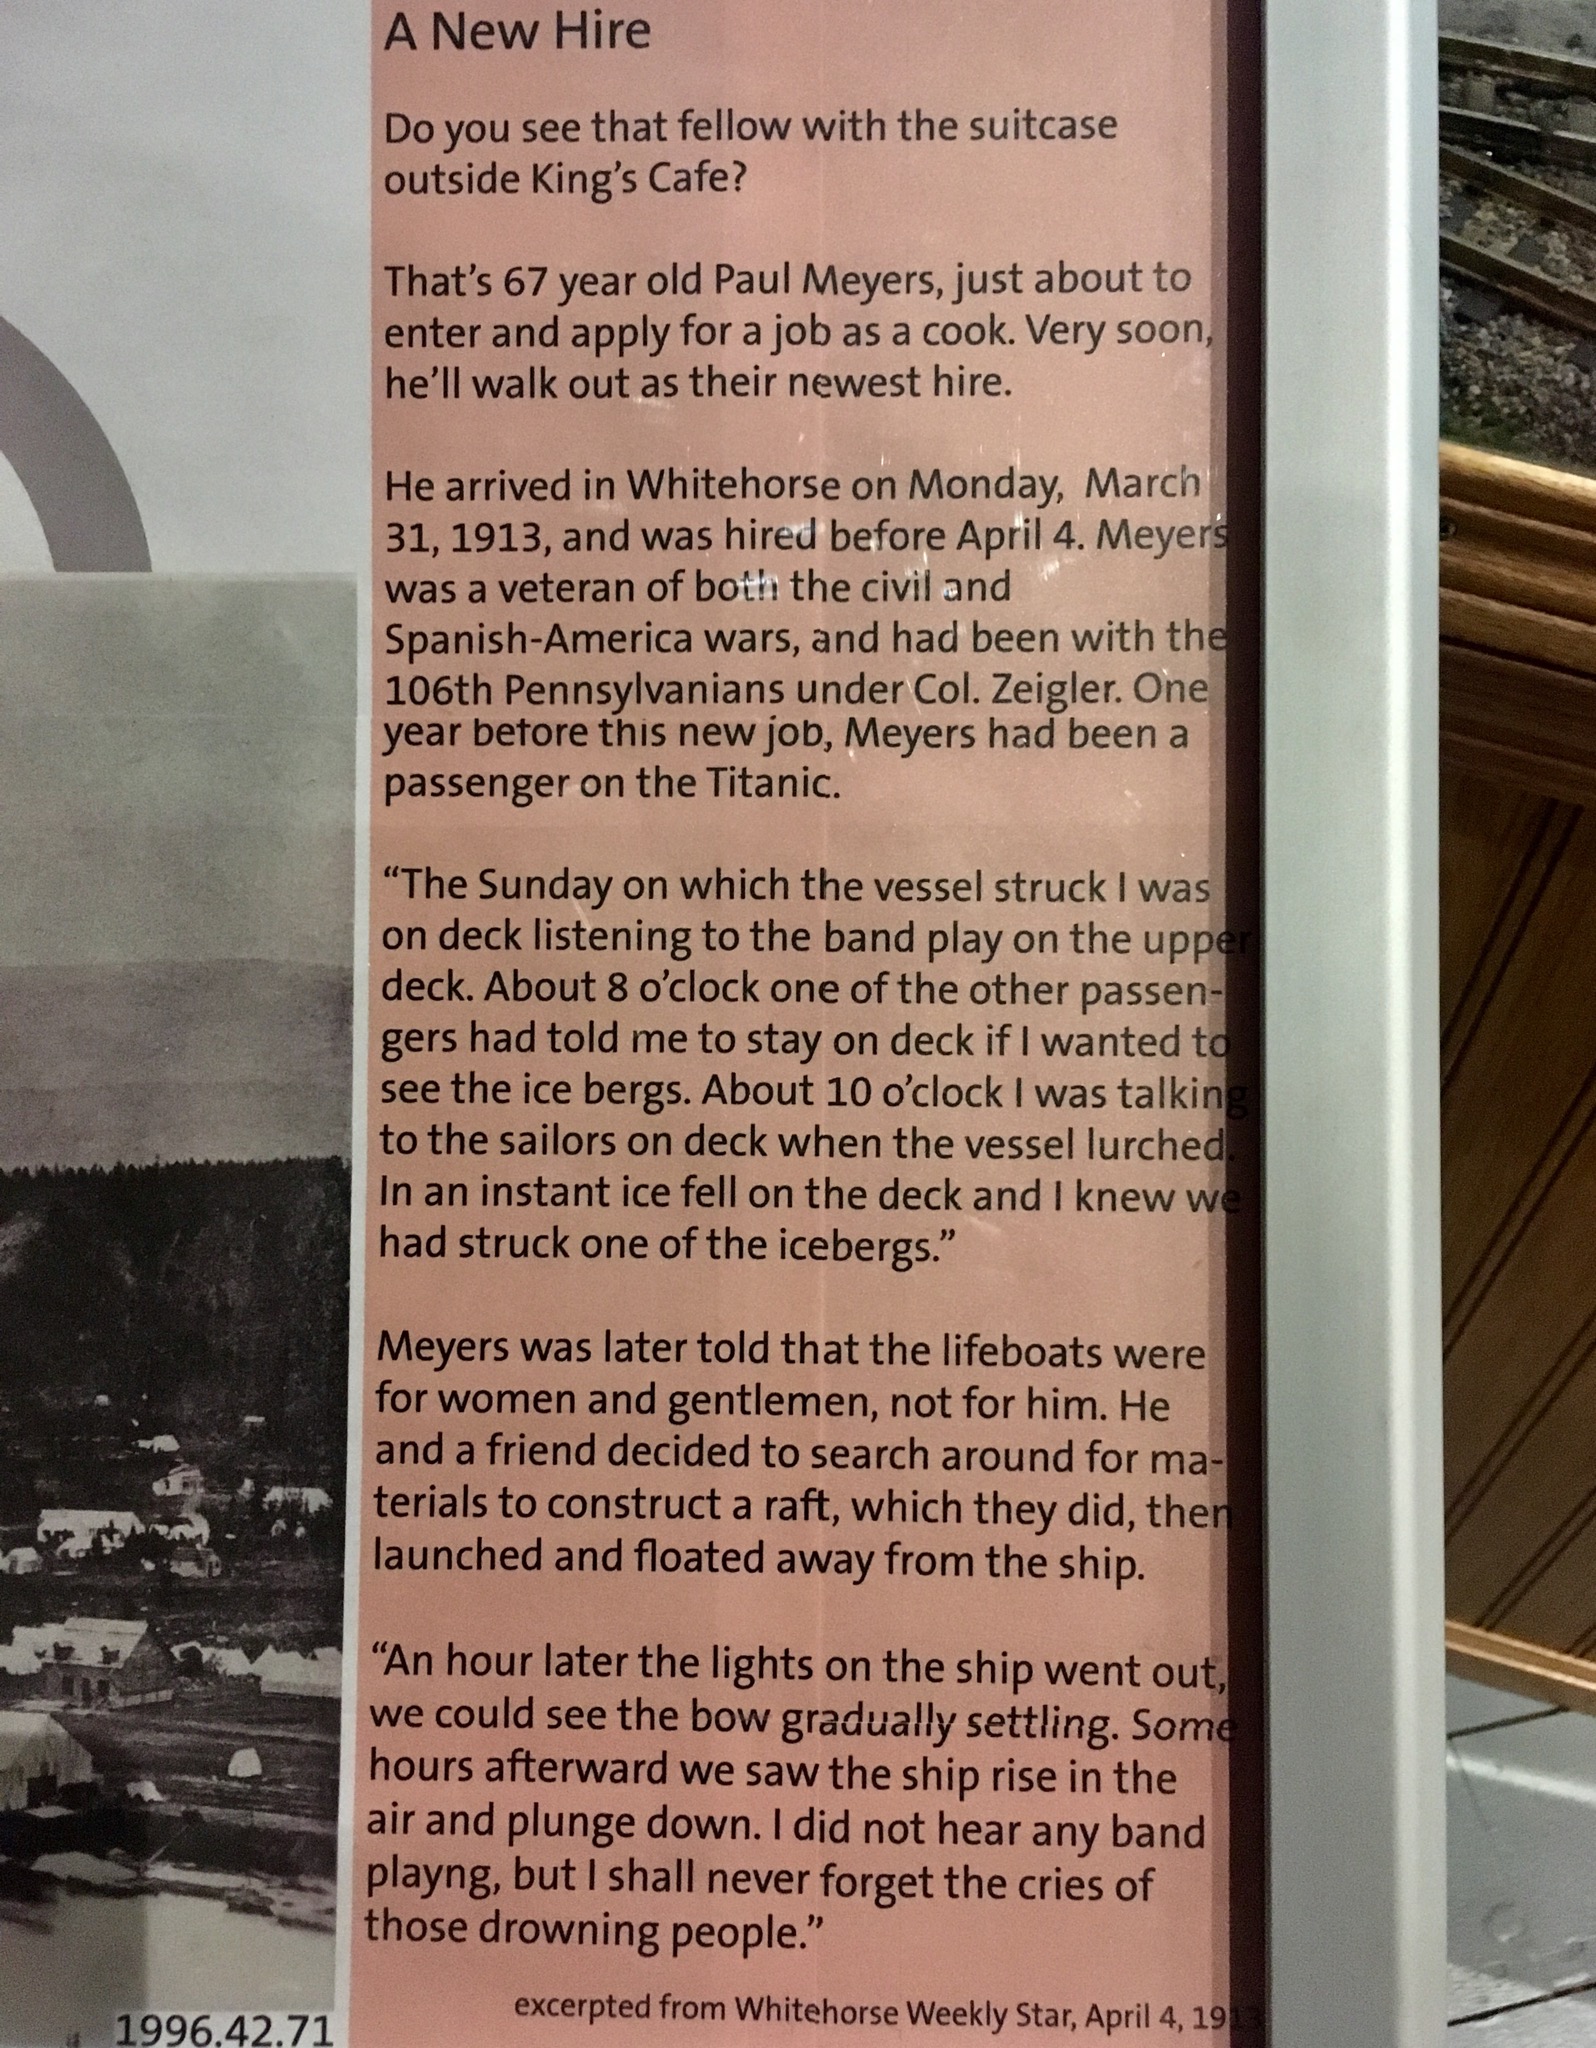 A New Hire
Do you see that fellow with the suitcase
outside King's Cafe?
That's 67 year old Paul Meyers, just about to
enter and apply for a job as a cook. Very soon,
he'll walk out as their newest hire.
He arrived in Whitehorse on Monday, March
31, 1913, and was hired before April 4. Meyers
was a veteran of both the civil and
Spanish-America wars, and had been with the
106th Pennsylvanians under Col. Zeigler. One
year before this new job, Meyers had been a
passenger on the Titanic.
“The Sunday on which the vessel struck I was
on deck listening to the band play on the upper
deck. About 8 o’clock one of the other passen-
gers had told me to stay on deck if I wanted to
see the ice bergs. About 10 o’clock I was talking
to the sailors on deck when the vessel lurched.
In an instant ice fell on the deck and I knew we
had struck one of the icebergs.”
Meyers was later told that the lifeboats were
for women and gentlemen, not for him. He
and a friend decided to search around for ma-
terials to construct a raft, which they did, then
launched and floated away from the ship.
“An hour later the lights on the ship went out,
we could see the bow gradually settling. Some
hours afterward we saw the ship rise in the
air and plunge down. I did not hear any band
playng, but I shall never forget the cries of
those drowning people.”
excerpted from Whitehorse Weekly Star, April 4, 1913
1996.42.71